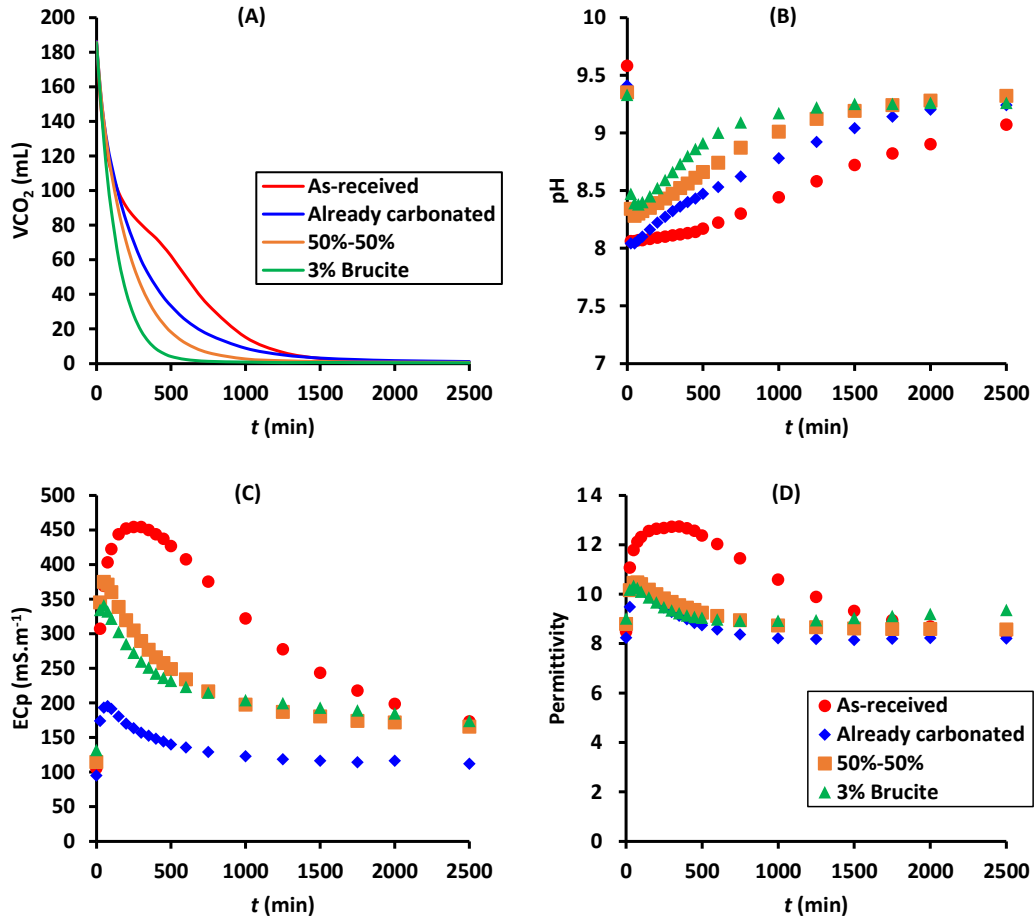 (A)
VCO₂ (mL)
200
180
160
140
120
100
80
60
40
20
0
As-received
Already carbonated
50%-50%
3% Brucite
0 500 1000 1500 2000 2500
t (min)
(B)
pH
10
9.5
9
8.5
8
7
0 500 1000 1500 2000 2500
t (min)
(C)
ECp (mS.m⁻¹)
500
450
400
350
300
250
200
150
100
50
0
0 500 1000 1500 2000 2500
t (min)
(D)
Permittivity
14
12
10
8
6
4
2
0
As-received
Already carbonated
50%-50%
3% Brucite
0 500 1000 1500 2000 2500
t (min)